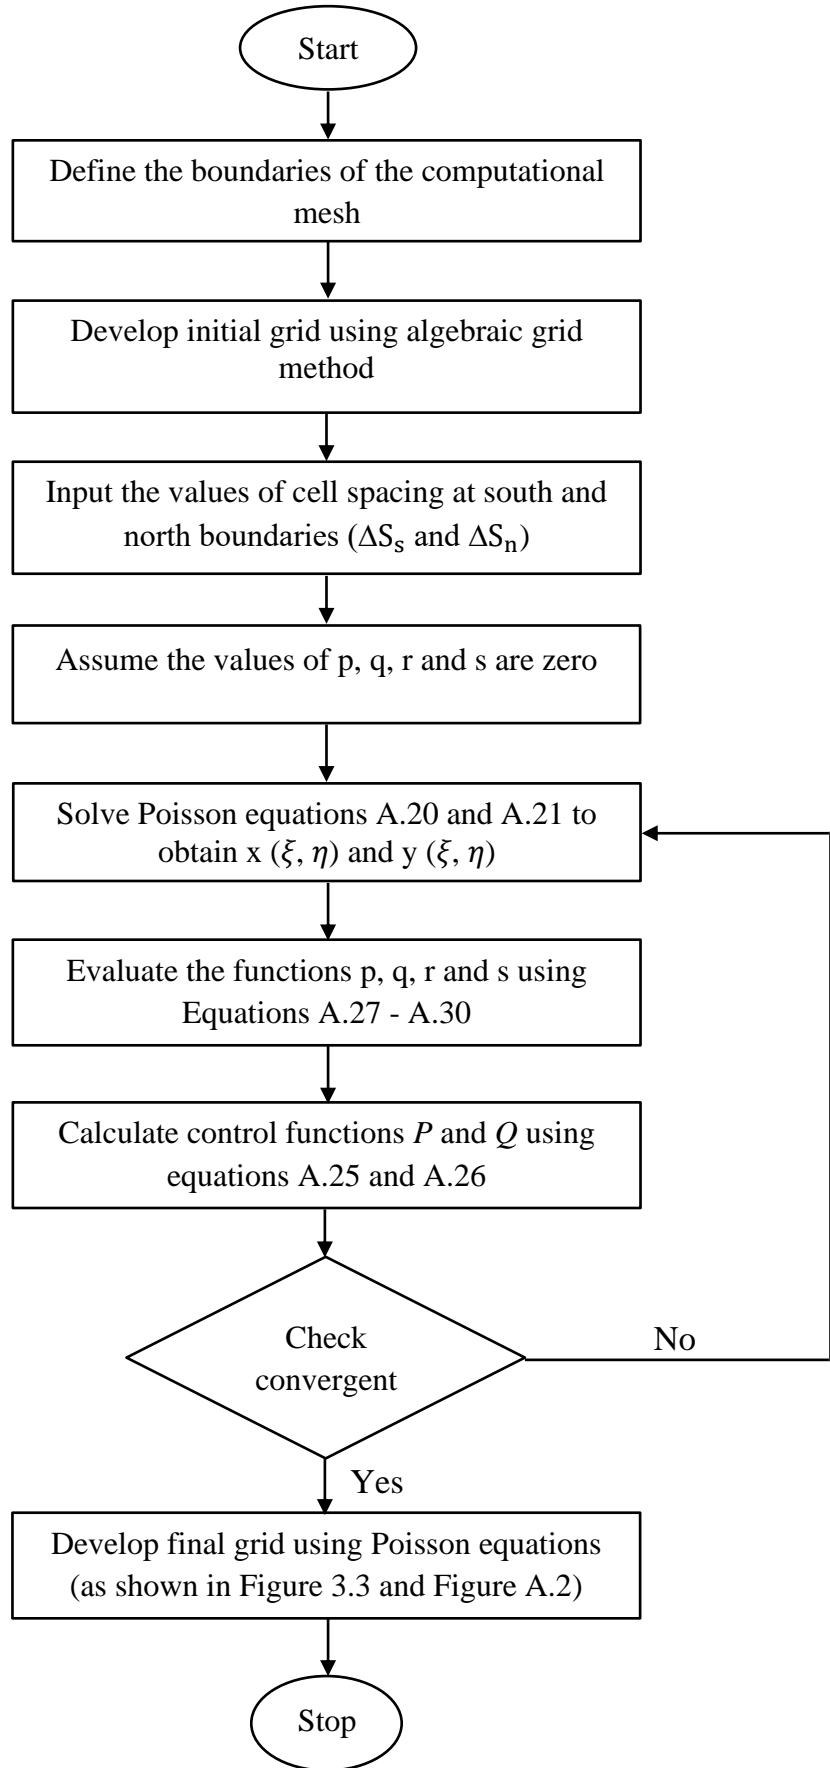 Start
Define the boundaries of the computational
mesh
Develop initial grid using algebraic grid
method
Input the values of cell spacing at south and
north boundaries (ΔSₛ and ΔSₙ)
Assume the values of p, q, r and s are zero
Solve Poisson equations A.20 and A.21 to
obtain x (ξ, η) and y (ξ, η)
Evaluate the functions p, q, r and s using
Equations A.27 - A.30
Calculate control functions P and Q using
equations A.25 and A.26
Check
convergent
No
Yes
Develop final grid using Poisson equations
(as shown in Figure 3.3 and Figure A.2)
Stop